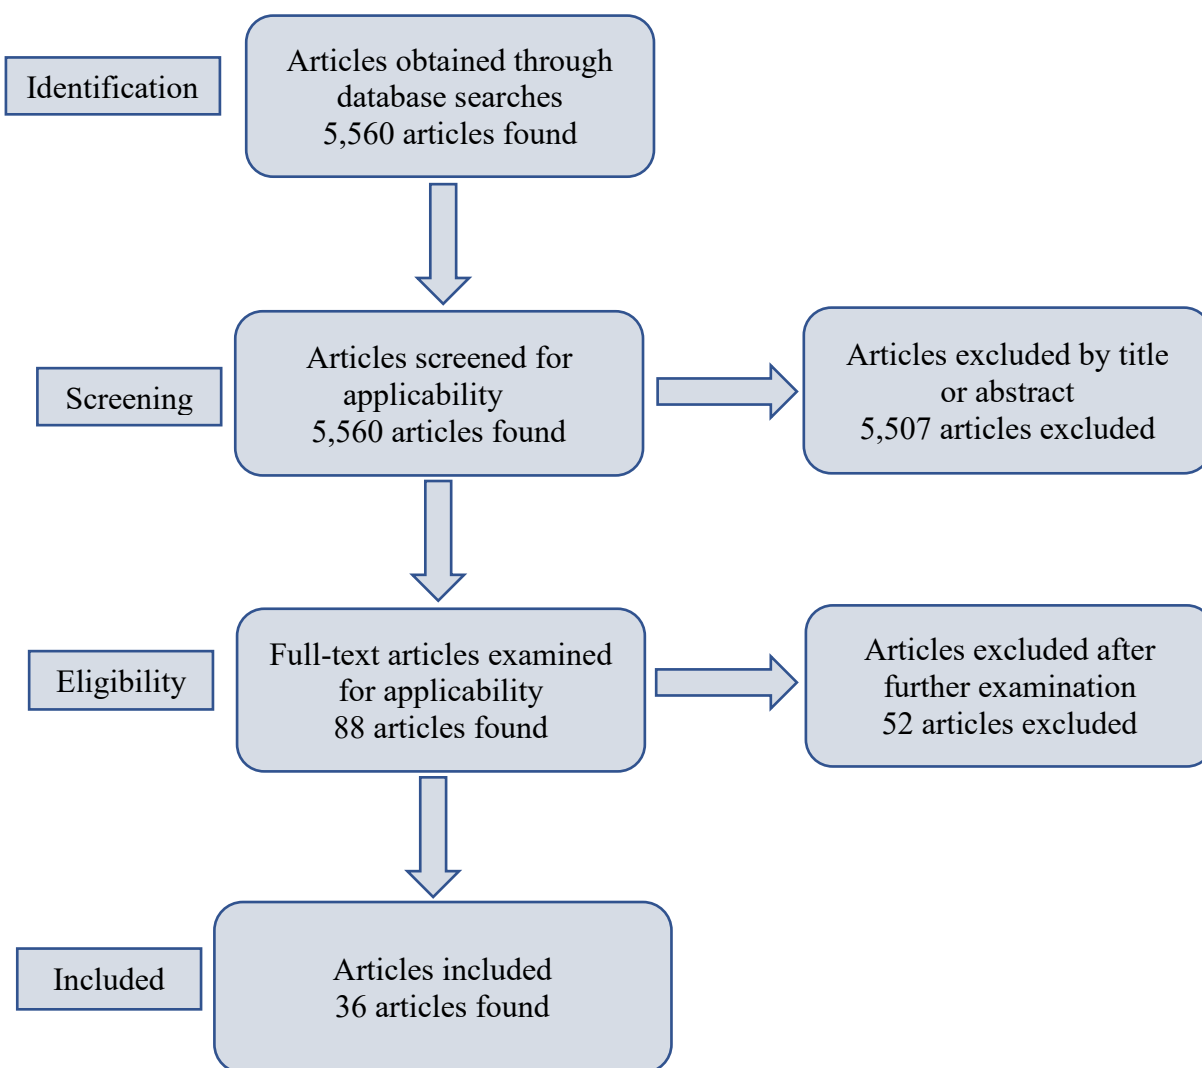 Identification
Articles obtained through
database searches
5,560 articles found
Screening
Articles screened for
applicability
5,560 articles found
Articles excluded by title
or abstract
5,507 articles excluded
Eligibility
Full-text articles examined
for applicability
88 articles found
Articles excluded after
further examination
52 articles excluded
Included
Articles included
36 articles found